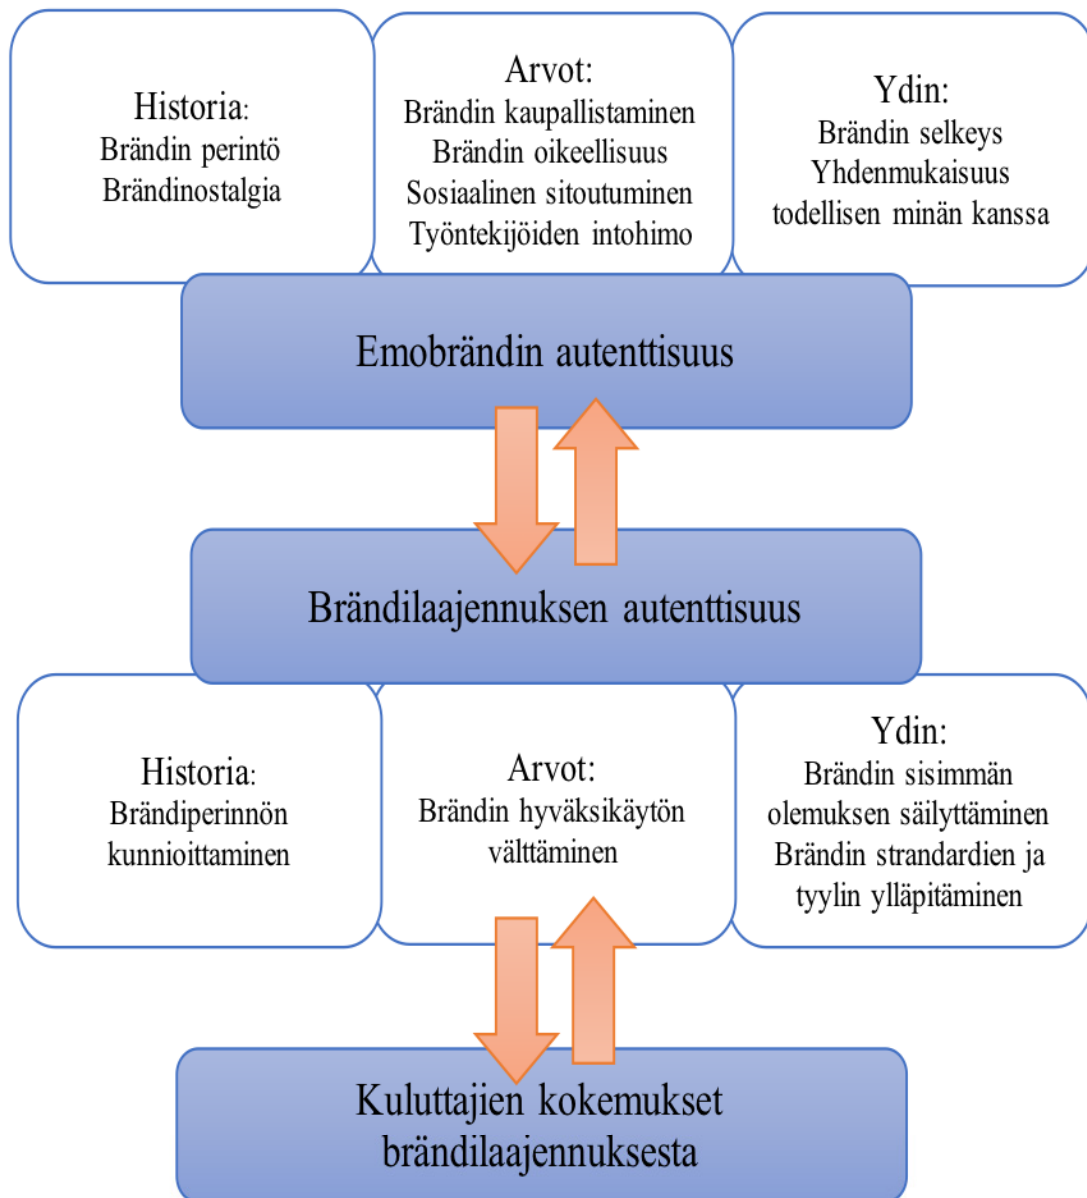 Historia:
Brändin perintö
Brändinostalgia
Arvot:
Brändin kaupallistaminen
Brändin oikeellisuus
Sosiaalinen sitoutuminen
Työntekijöiden intohimo
Ydin:
Brändin selkeys
Yhdenmukaisuus
todellisen minän kanssa
Emobrändin autenttisuus
Brändilaajennuksen autenttisuus
Historia:
Brändiperinnön
kunnioittaminen
Arvot:
Brändin hyväksikäytön
välttäminen
Ydin:
Brändin sisimmän
olemuksen säilyttäminen
Brändin strandardien ja
tyylin ylläpitäminen
Kuluttajien kokemukset
brändilaajennuksesta